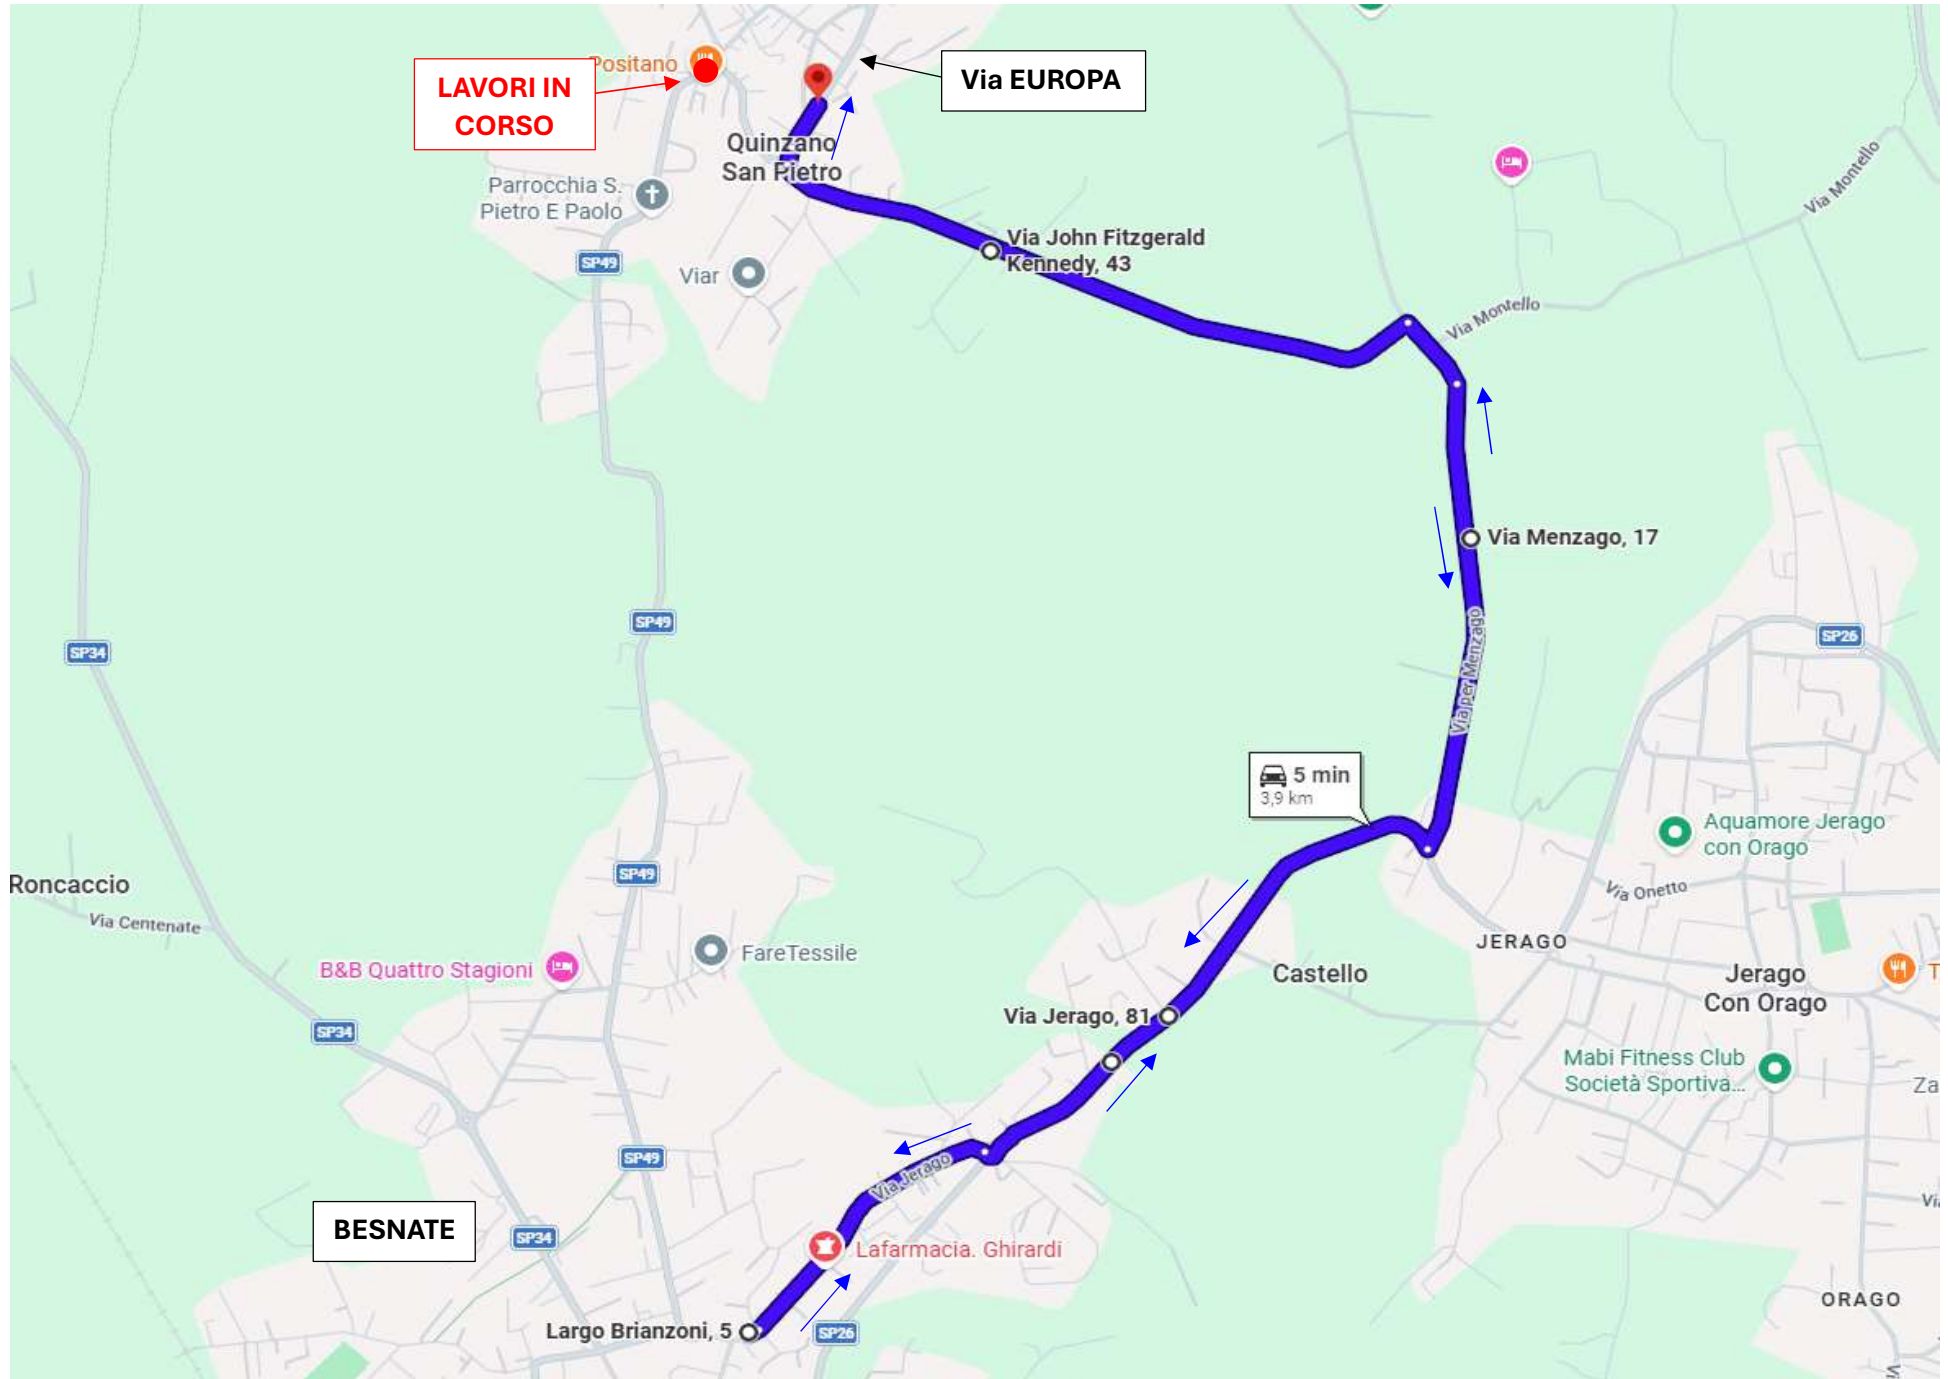 Positano
LAVORI IN
CORSO
Via EUROPA
Quinzano
San Pietro
Parrocchia S.
Pietro E Paolo
Via Montello
SP49
Viar
Via John Fitzgerald
Kennedy, 43
Via Montello
Via Menzago, 17
SP49
SP34
SP26
Via per Menzago
5 min
3,9 km
Aquamore Jerago
con Orago
SP49
Roncaccio
Via Centenate
Via Onetto
JERAGO
FareTessile
B&B Quattro Stagioni
Castello
Jerago
Con Orago
T
Via Jerago, 81
SP34
Mabi Fitness Club
Società Sportiva...
Za
SP49
Via Jerago
Vi
BESNATE
SP34
Lafarmacia. Ghirardi
ORAGO
Largo Brianzoni, 5
SP26